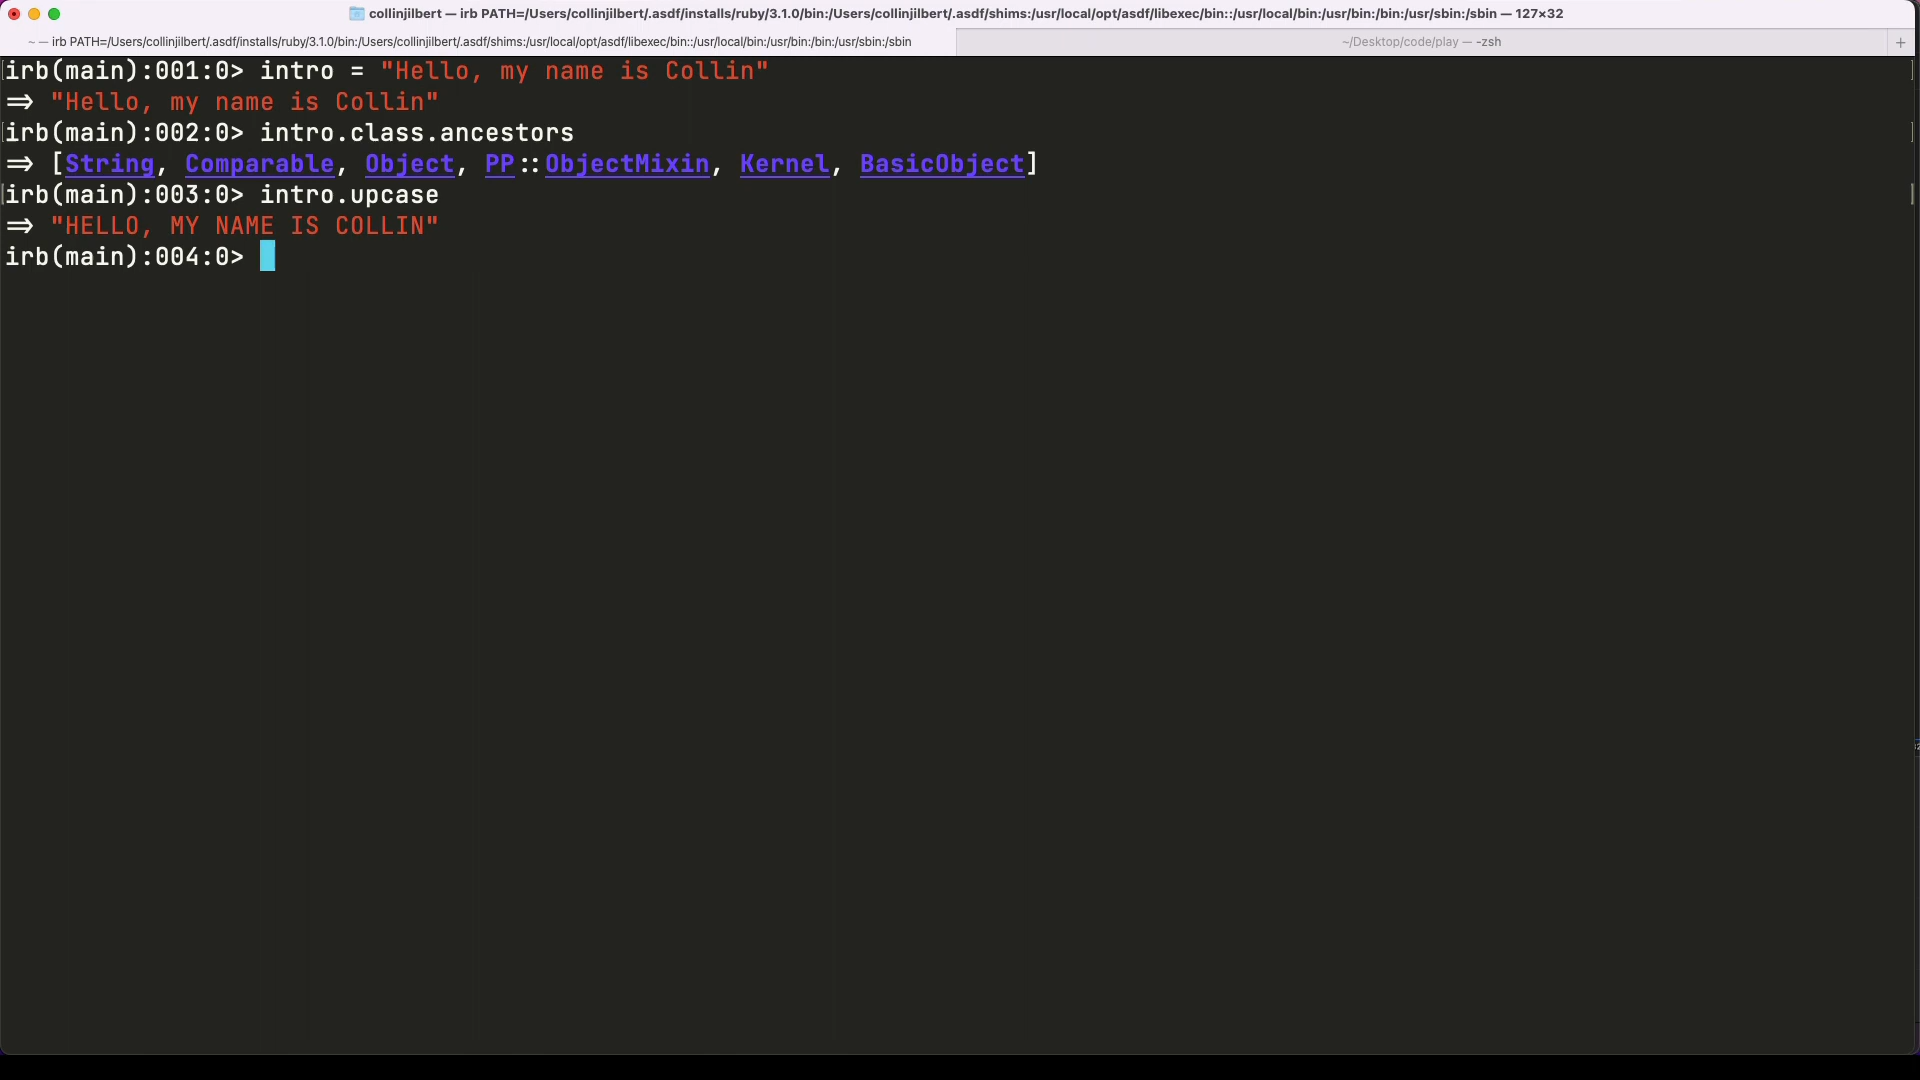 collinjilbert — irb PATH=/Users/collinjilbert/.asdf/installs/ruby/3.1.0/bin:/Users/collinjilbert/.asdf/shims:/usr/local/opt/asdf/libexec/bin::/usr/local/bin:/usr/bin:/bin:/usr/sbin:/sbin — 127×32
~ — irb PATH=/Users/collinjilbert/.asdf/installs/ruby/3.1.0/bin:/Users/collinjilbert/.asdf/shims:/usr/local/opt/asdf/libexec/bin::/usr/local/bin:/usr/bin:/bin:/usr/sbin:/sbin
~/Desktop/code/play — -zsh
irb(main):001:0> intro = "Hello, my name is Collin"
=> "Hello, my name is Collin"
irb(main):002:0> intro.class.ancestors
=> [String, Comparable, Object, PP::ObjectMixin, Kernel, BasicObject]
irb(main):003:0> intro.upcase
=> "HELLO, MY NAME IS COLLIN"
irb(main):004:0>